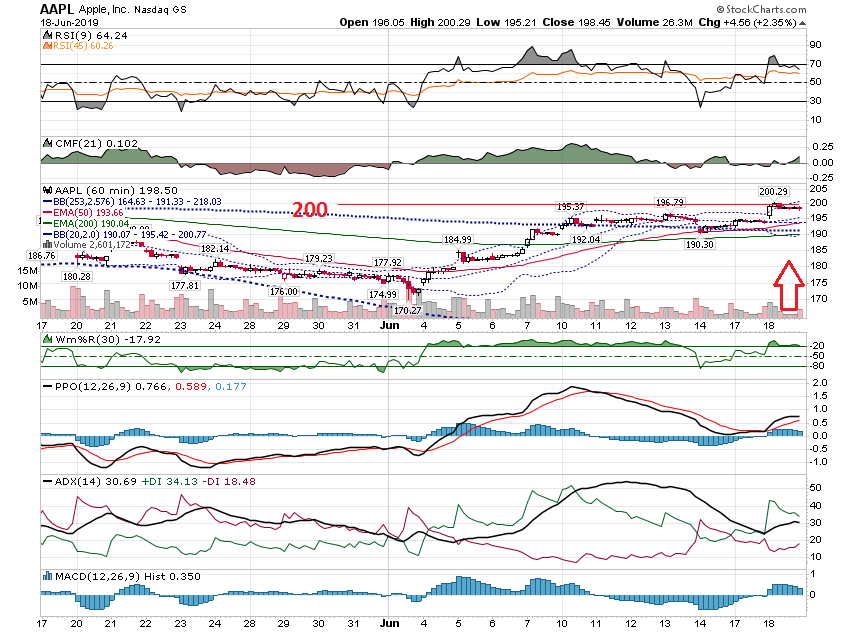 AAPL Apple, Inc. Nasdaq GS
© StockCharts.com
18-Jun-2019
Open 196.05 High 200.29 Low 195.21 Close 198.45 Volume 26.3M Chg +4.56 (+2.35%)
RSI(9) 64.24
RSI(45) 60.26
90
70
50
30
10
CMF(21) 0.102
0.25
0.00
-0.25
AAPL (60 min) 198.50
BB(253,2.576) 164.63 - 191.33 - 218.03
EMA(50) 193.66
EMA(200) 190.04
BB(20,2.0) 190.07 - 195.42 - 200.77
Volume 2,601,172
200
200.29
195.37
196.79
192.04
190.30
184.99
182.14
186.76
180.28
177.81
179.23
176.00
177.92
174.99
170.27
205
200
195
190
185
180
175
170
15M
10M
5M
17 20 21 22 23 24 28 29 30 31 Jun 4 5 6 7 10 11 12 13 14 17 18
Wm%R(30) -17.92
-20
-50
-80
PPO(12,26,9) 0.766, 0.589, 0.177
2.0
1.5
1.0
0.5
0.0
-0.5
-1.0
ADX(14) 30.69 +DI 34.13 -DI 18.48
50
40
30
20
10
MACD(12,26,9) Hist 0.350
1
0
17 20 21 22 23 24 28 29 30 31 Jun 4 5 6 7 10 11 12 13 14 17 18